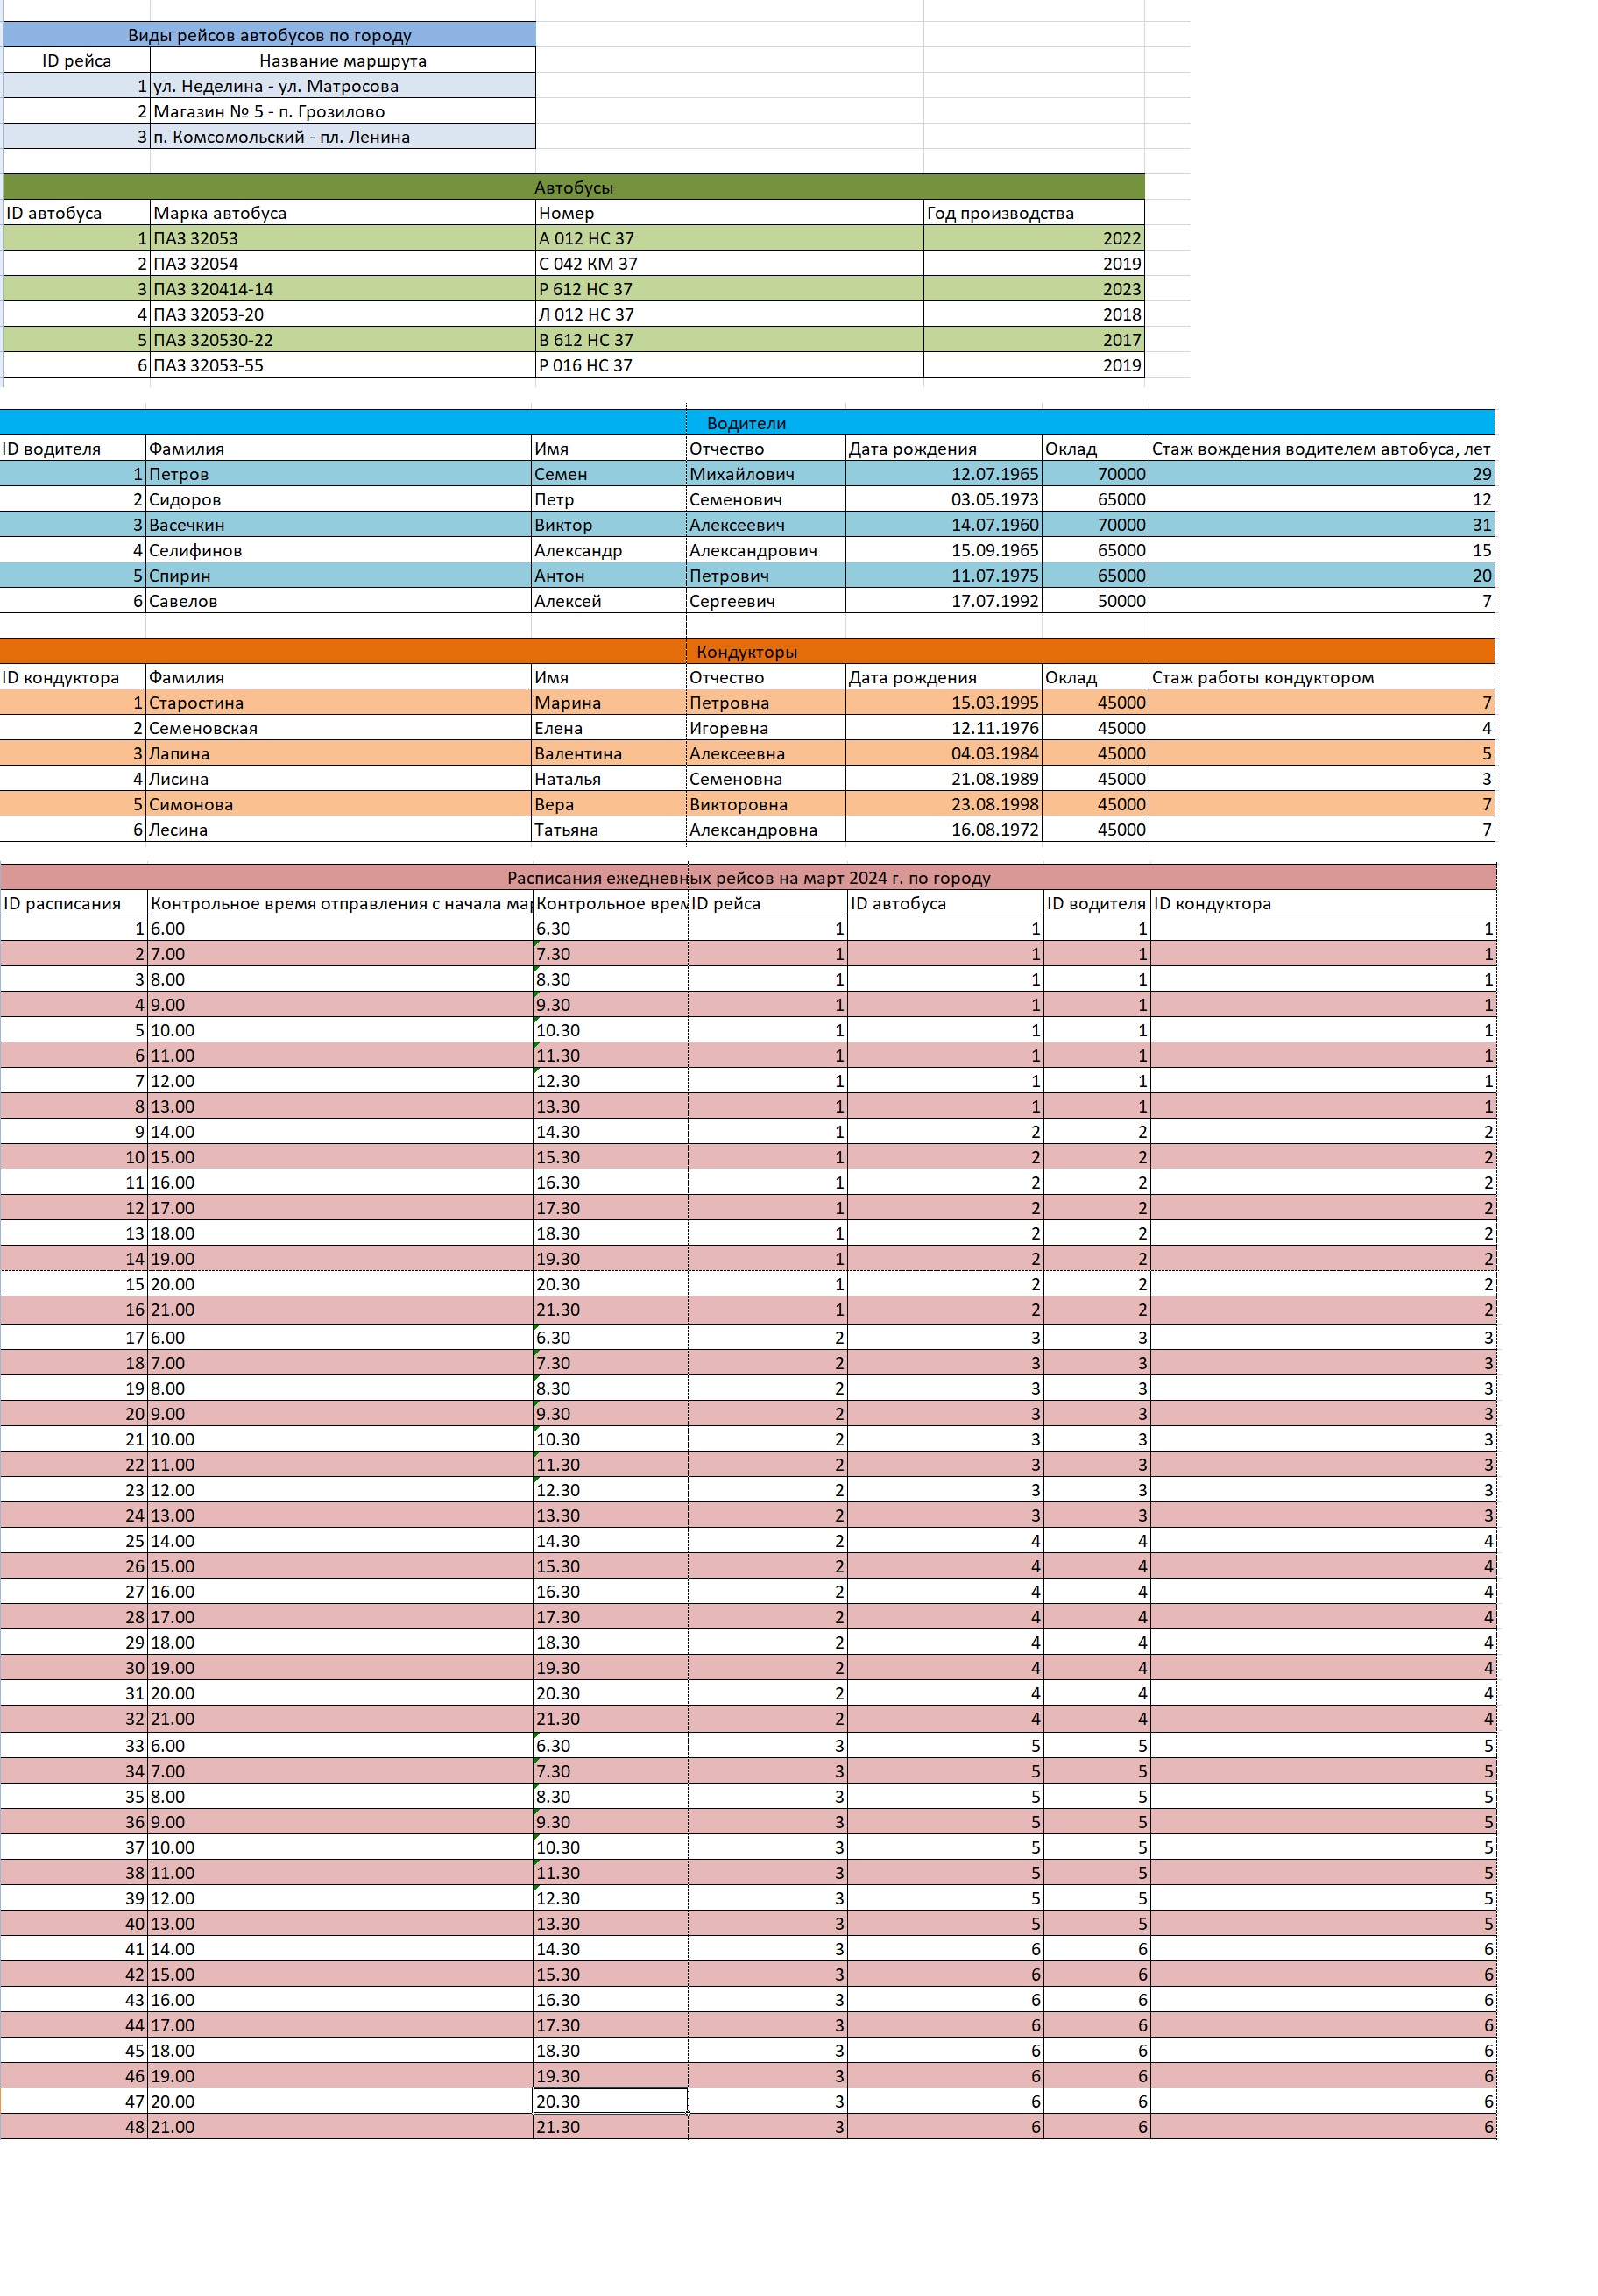 Виды рейсов автобусов по городу
ID рейса Название маршрута
1 ул. Неделина - ул. Матросова
2 Магазин № 5 - п. Грозилово
3 п. Комсомольский - пл. Ленина
Автобусы
ID автобуса Марка автобуса Номер Год производства
1 ПАЗ 32053 А 012 НС 37 2022
2 ПАЗ 32054 С 042 КМ 37 2019
3 ПАЗ 320414-14 Р 612 НС 37 2023
4 ПАЗ 32053-20 Л 012 НС 37 2018
5 ПАЗ 320530-22 В 612 НС 37 2017
6 ПАЗ 32053-55 Р 016 НС 37 2019
Водители
ID водителя Фамилия Имя Отчество Дата рождения Оклад Стаж вождения водителем автобуса, лет
1 Петров Семен Михайлович 12.07.1965 70000 29
2 Сидоров Петр Семенович 03.05.1973 65000 12
3 Васечкин Виктор Алексеевич 14.07.1960 70000 31
4 Селифинов Александр Александрович 15.09.1965 65000 15
5 Спирин Антон Петрович 11.07.1975 65000 20
6 Савелов Алексей Сергеевич 17.07.1992 50000 7
Кондукторы
ID кондуктора Фамилия Имя Отчество Дата рождения Оклад Стаж работы кондуктором
1 Старостина Марина Петровна 15.03.1995 45000 7
2 Семеновская Елена Игоревна 12.11.1976 45000 4
3 Лапина Валентина Алексеевна 04.03.1984 45000 5
4 Лисина Наталья Семеновна 21.08.1989 45000 3
5 Симонова Вера Викторовна 23.08.1998 45000 7
6 Лесина Татьяна Александровна 16.08.1972 45000 7
Расписания ежедневных рейсов на март 2024 г. по городу
ID расписания Контрольное время отправления с начала мар Контрольное врем ID рейса ID автобуса ID водителя ID кондуктора
1 6.00 6.30 1 1 1 1
2 7.00 7.30 1 1 1 1
3 8.00 8.30 1 1 1 1
4 9.00 9.30 1 1 1 1
5 10.00 10.30 1 1 1 1
6 11.00 11.30 1 1 1 1
7 12.00 12.30 1 1 1 1
8 13.00 13.30 1 1 1 1
9 14.00 14.30 1 2 2 2
10 15.00 15.30 1 2 2 2
11 16.00 16.30 1 2 2 2
12 17.00 17.30 1 2 2 2
13 18.00 18.30 1 2 2 2
14 19.00 19.30 1 2 2 2
15 20.00 20.30 1 2 2 2
16 21.00 21.30 1 2 2 2
17 6.00 6.30 2 3 3 3
18 7.00 7.30 2 3 3 3
19 8.00 8.30 2 3 3 3
20 9.00 9.30 2 3 3 3
21 10.00 10.30 2 3 3 3
22 11.00 11.30 2 3 3 3
23 12.00 12.30 2 3 3 3
24 13.00 13.30 2 3 3 3
25 14.00 14.30 2 4 4 4
26 15.00 15.30 2 4 4 4
27 16.00 16.30 2 4 4 4
28 17.00 17.30 2 4 4 4
29 18.00 18.30 2 4 4 4
30 19.00 19.30 2 4 4 4
31 20.00 20.30 2 4 4 4
32 21.00 21.30 2 4 4 4
33 6.00 6.30 3 5 5 5
34 7.00 7.30 3 5 5 5
35 8.00 8.30 3 5 5 5
36 9.00 9.30 3 5 5 5
37 10.00 10.30 3 5 5 5
38 11.00 11.30 3 5 5 5
39 12.00 12.30 3 5 5 5
40 13.00 13.30 3 5 5 5
41 14.00 14.30 3 6 6 6
42 15.00 15.30 3 6 6 6
43 16.00 16.30 3 6 6 6
44 17.00 17.30 3 6 6 6
45 18.00 18.30 3 6 6 6
46 19.00 19.30 3 6 6 6
47 20.00 20.30 3 6 6 6
48 21.00 21.30 3 6 6 6